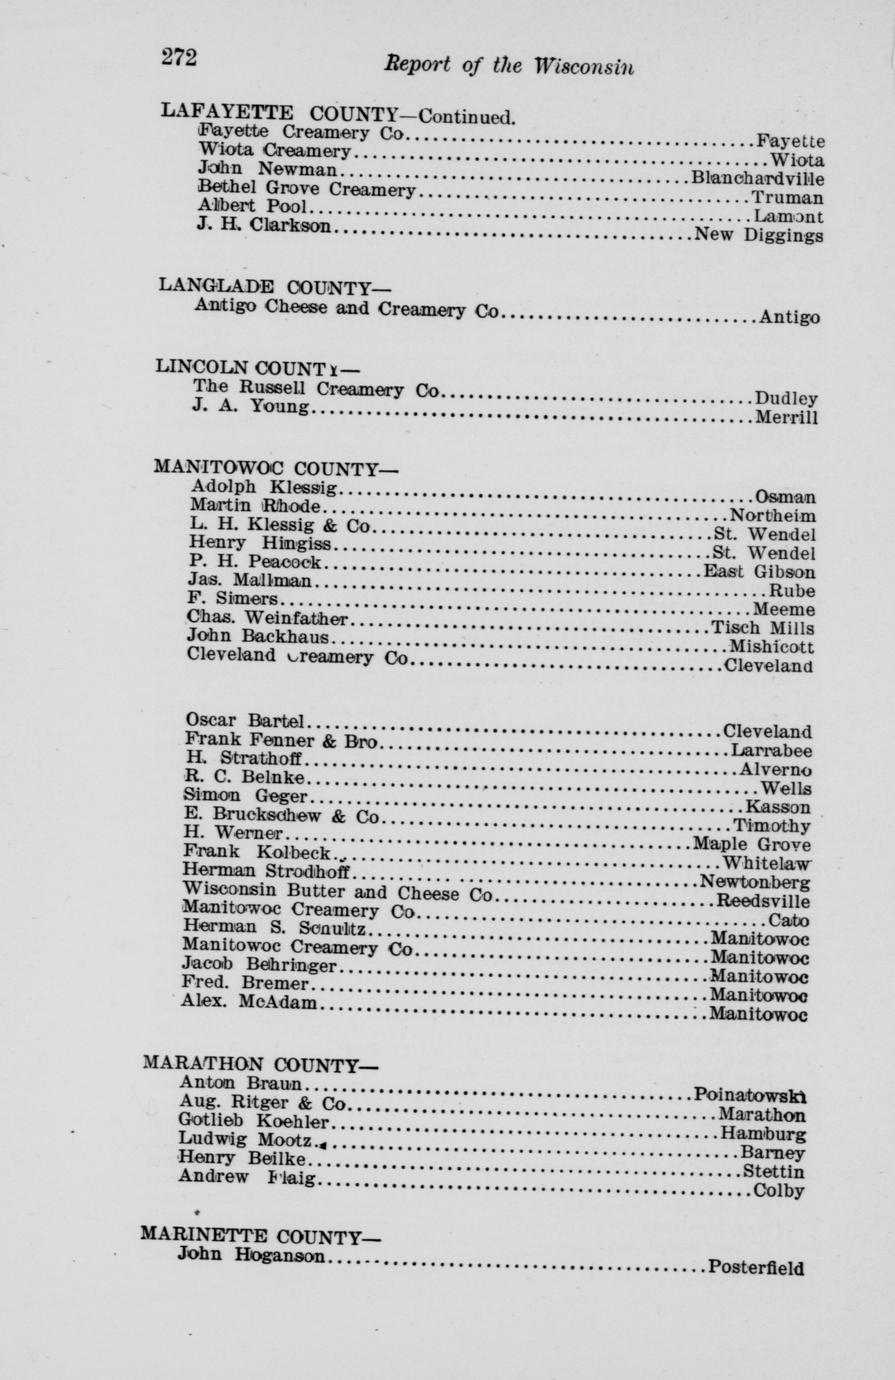 272
Report of the Wisconsin
LAFAYETTE COUNTY—Continued.
Fayette Creamery Co........................................Fayette
Wiota Creamery........................................Wiota
John Newman........................................Blanchardville
Bethel Grove Creamery........................................Truman
Albert Pool........................................Lamont
J. H. Clarkson........................................New Diggings
LANGLADE COUNTY—
Antigo Cheese and Creamery Co........................................Antigo
LINCOLN COUNTY—
The Russell Creamery Co........................................Dudley
J. A. Young........................................Merrill
MANITOWOC COUNTY—
Adolph Klessig........................................Osman
Martin Rhode........................................Northeim
L. H. Klessig & Co........................................St. Wendel
Henry Hingiss........................................St. Wendel
P. H. Peacock........................................East Gibson
Jas. Mallman........................................Rube
F. Simers........................................Meeme
Chas. Weinfather........................................Tisch Mills
John Backhaus........................................Mishicott
Cleveland Creamery Co........................................Cleveland
Oscar Bartel........................................Cleveland
Frank Fenner & Bro........................................Larrabee
H. Strathoff........................................Alverno
R. C. Belnke........................................Wells
Simon Geger........................................Kasson
E. Bruckschew & Co........................................Timothy
H. Werner........................................Maple Grove
Frank Kolbeck........................................Whitelaw
Herman Strodhoff........................................Newtonberg
Wisconsin Butter and Cheese Co........................................Reedsville
Manitowoc Creamery Co........................................Cato
Herman S. Schultz........................................Manitowoc
Manitowoc Creamery Co........................................Manitowoc
Jacob Behringer........................................Manitowoc
Fred. Bremer........................................Manitowoc
Alex. McAdam........................................Manitowoc
MARATHON COUNTY—
Anton Braun........................................Poinatowski
Aug. Ritger & Co........................................Marathon
Gotlieb Koehler........................................Hamburg
Ludwig Mootz........................................Barney
Henry Beilke........................................Stettin
Andrew Flaig........................................Colby
MARINETTE COUNTY—
John Hoganson........................................Posterfield